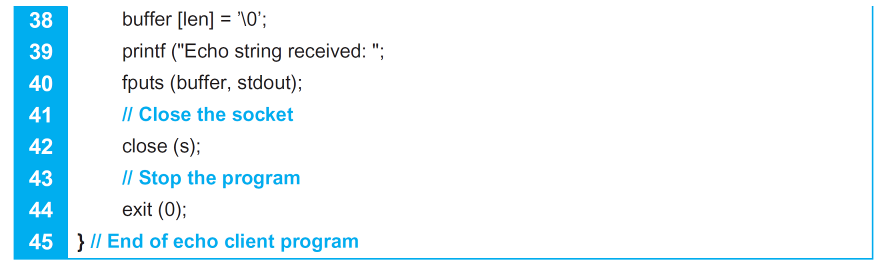 38 buffer [len] = ’\0’;
39 printf ("Echo string received: ";
40 fputs (buffer, stdout);
41 // Close the socket
42 close (s);
43 // Stop the program
44 exit (0);
45 } // End of echo client program